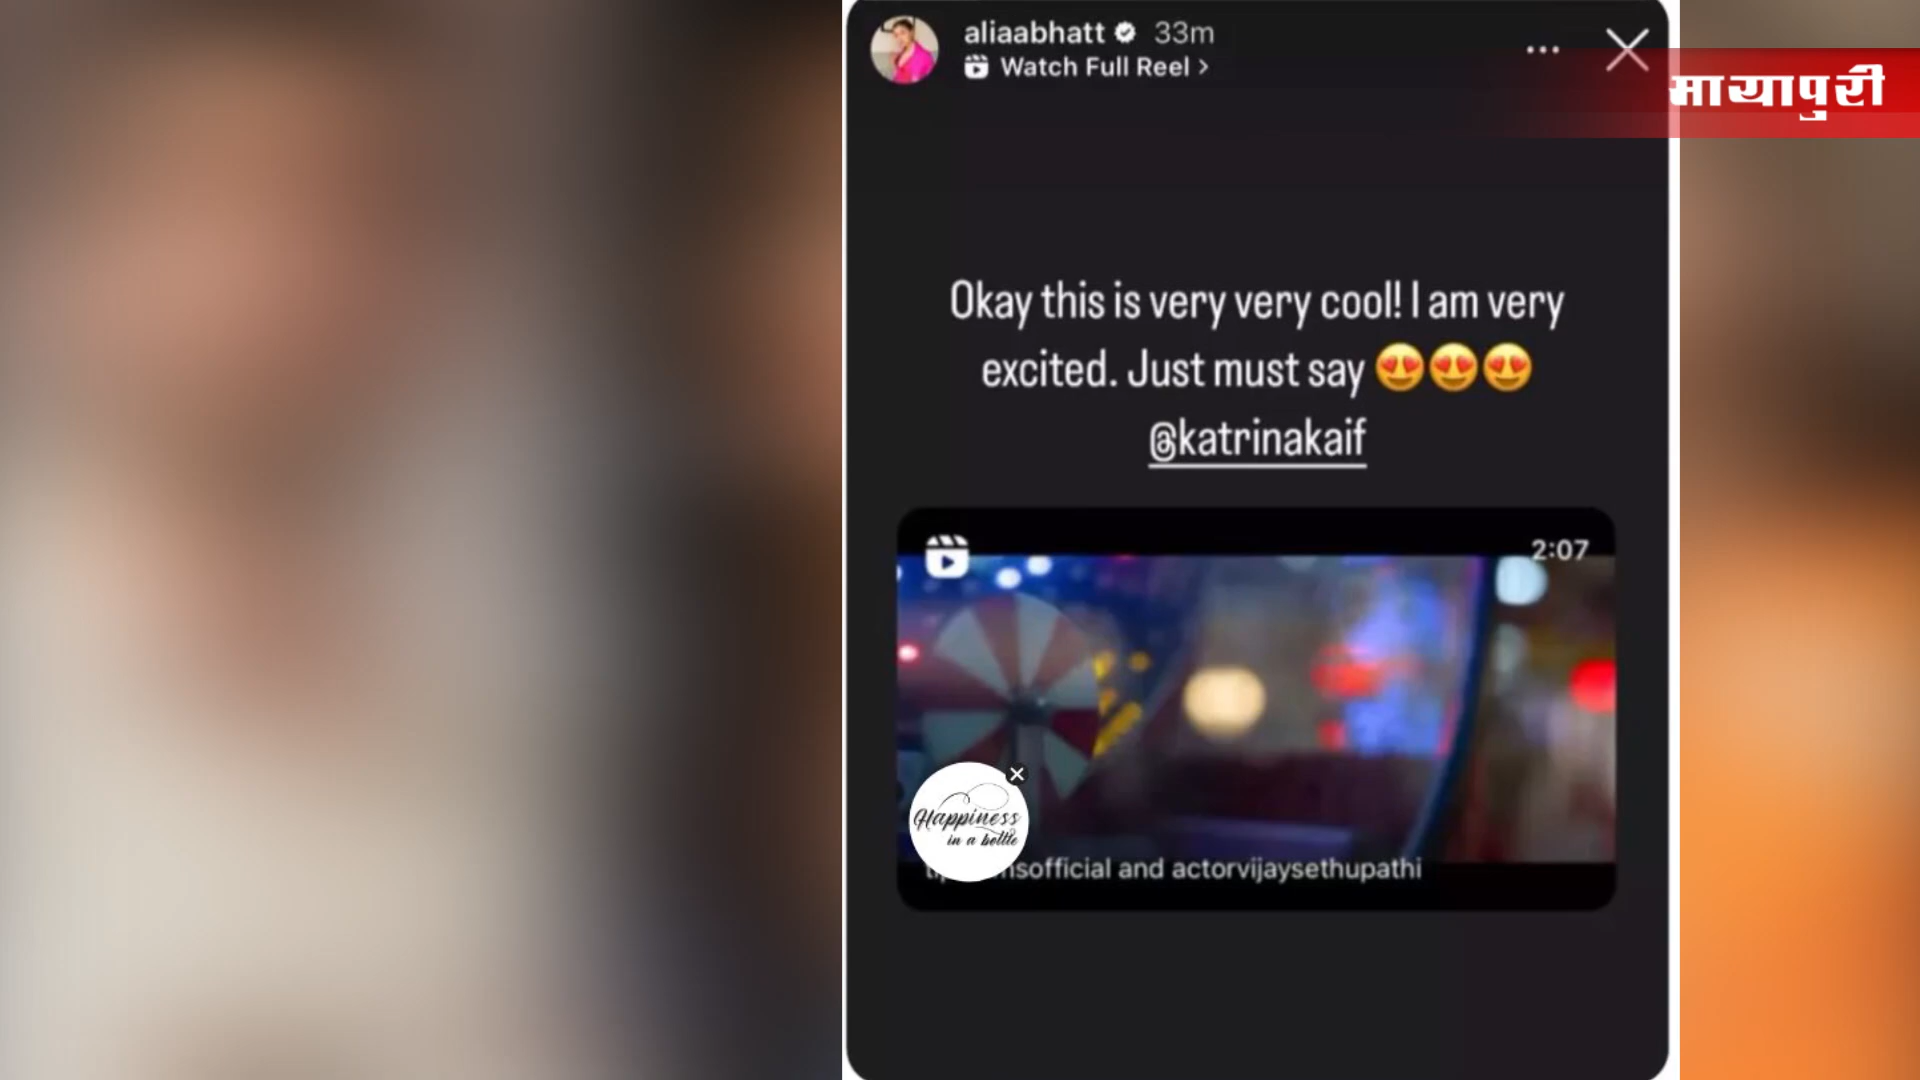 aliaabhatt 33m
Watch Full Reel >
मायापुरी
Okay this is very very cool! I am very
excited. Just must say 😍😍😍
@katrinakaif
2:07
Happiness
in a bottle
and actorvijaysethupathi